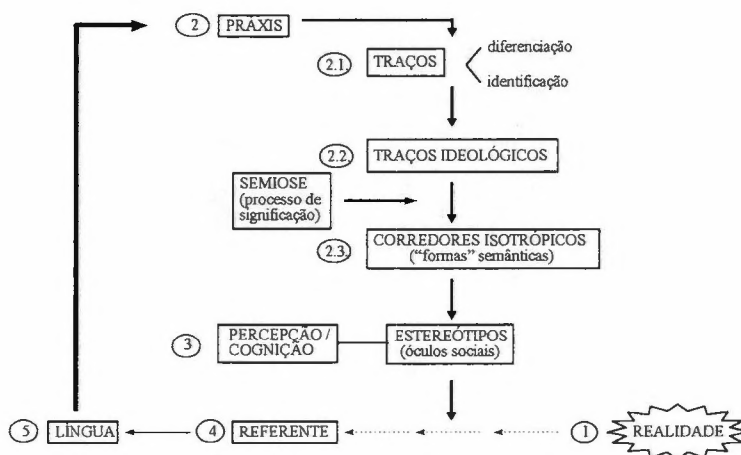 2 PRÁXIS
diferenciação
2.1. TRAÇOS
identificação
2.2. TRAÇOS IDEOLÓGICOS
SEMIOSE
(processo de
significação)
CORREDORES ISOTRÓPICOS
2.3. ("formas" semânticas)
3 PERCEPÇÃO /
COGNIÇÃO
ESTEREÓTIPOS
(óculos sociais)
5 LÍNGUA 4 REFERENTE 1 REALIDADE